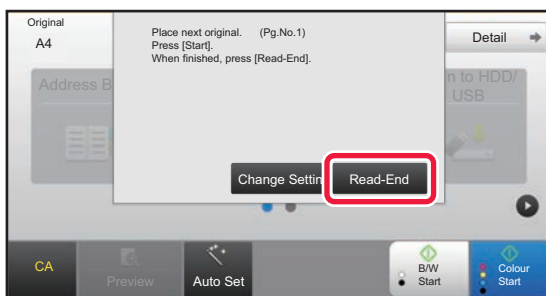 Original
A4
Place next original. (Pg.No.1)
Press [Start].
When finished, press [Read-End].
Detail
Address B
n to HDD/
USB
Change Settin
Read-End
CA
Preview
Auto Set
B/W
Start
Colour
Start